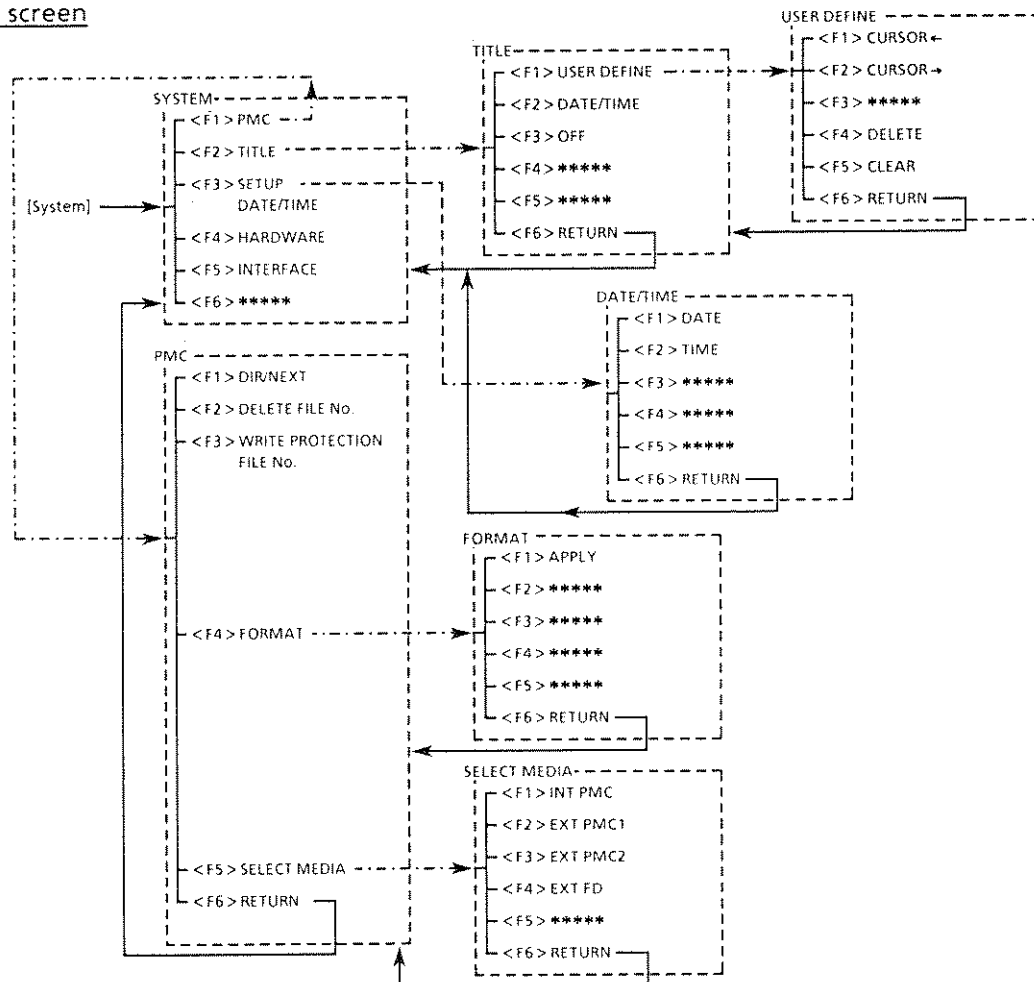 screen
[System]
SYSTEM
<F1> PMC
<F2> TITLE
<F3> SETUP
DATE/TIME
<F4> HARDWARE
<F5> INTERFACE
<F6> *****
TITLE
<F1> USER DEFINE
<F2> DATE/TIME
<F3> OFF
<F4> *****
<F5> *****
<F6> RETURN
USER DEFINE
<F1> CURSOR←
<F2> CURSOR→
<F3> *****
<F4> DELETE
<F5> CLEAR
<F6> RETURN
DATE/TIME
<F1> DATE
<F2> TIME
<F3> *****
<F4> *****
<F5> *****
<F6> RETURN
PMC
<F1> DIR/NEXT
<F2> DELETE FILE No.
<F3> WRITE PROTECTION
FILE No.
<F4> FORMAT
<F5> SELECT MEDIA
<F6> RETURN
FORMAT
<F1> APPLY
<F2> *****
<F3> *****
<F4> *****
<F5> *****
<F6> RETURN
SELECT MEDIA
<F1> INT PMC
<F2> EXT PMC1
<F3> EXT PMC2
<F4> EXT FD
<F5> *****
<F6> RETURN